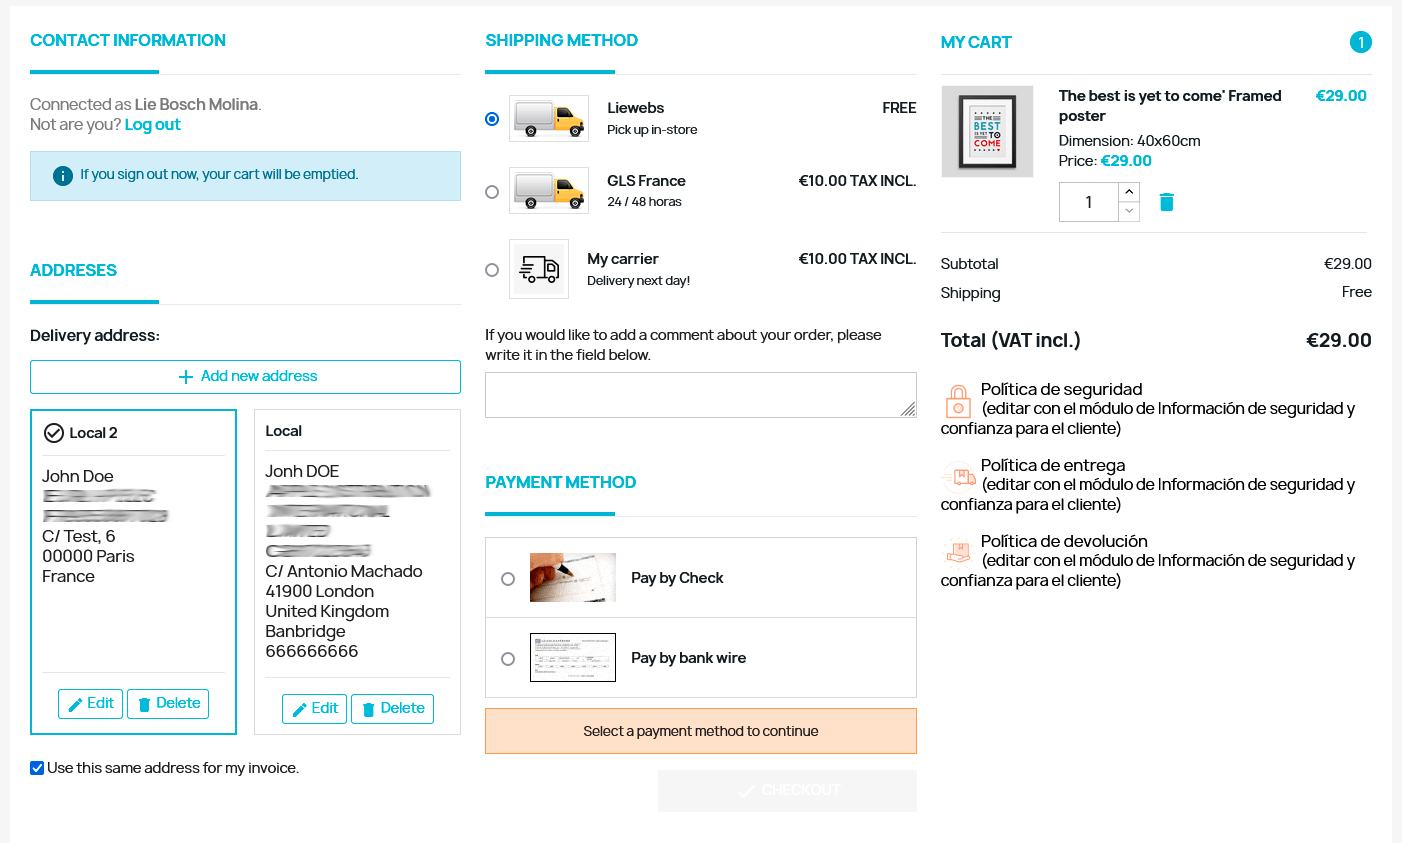 CONTACT INFORMATION
Connected as Lie Bosch Molina.
Not are you? Log out
If you sign out now, your cart will be emptied.
ADDRESES
Delivery address:
Add new address
Local 2
John Doe
C/ Test, 6
00000 Paris
France
Edit
Delete
Local
Jonh DOE
C/ Antonio Machado
41900 London
United Kingdom
Banbridge
666666666
Edit
Delete
Use this same address for my invoice.
SHIPPING METHOD
Liewebs
FREE
Pick up in-store
GLS France
€10.00 TAX INCL.
24 / 48 horas
My carrier
€10.00 TAX INCL.
Delivery next day!
If you would like to add a comment about your order, please
write it in the field below.
PAYMENT METHOD
Pay by Check
Pay by bank wire
Select a payment method to continue
CHECKOUT
MY CART
1
THE
BEST
IS YET TO
COME
The best is yet to come' Framed
poster
€29.00
Dimension: 40x60cm
Price: €29.00
1
Subtotal
€29.00
Shipping
Free
Total (VAT incl.)
€29.00
Política de seguridad
(editar con el módulo de Información de seguridad y
confianza para el cliente)
Política de entrega
(editar con el módulo de Información de seguridad y
confianza para el cliente)
Política de devolución
(editar con el módulo de Información de seguridad y
confianza para el cliente)